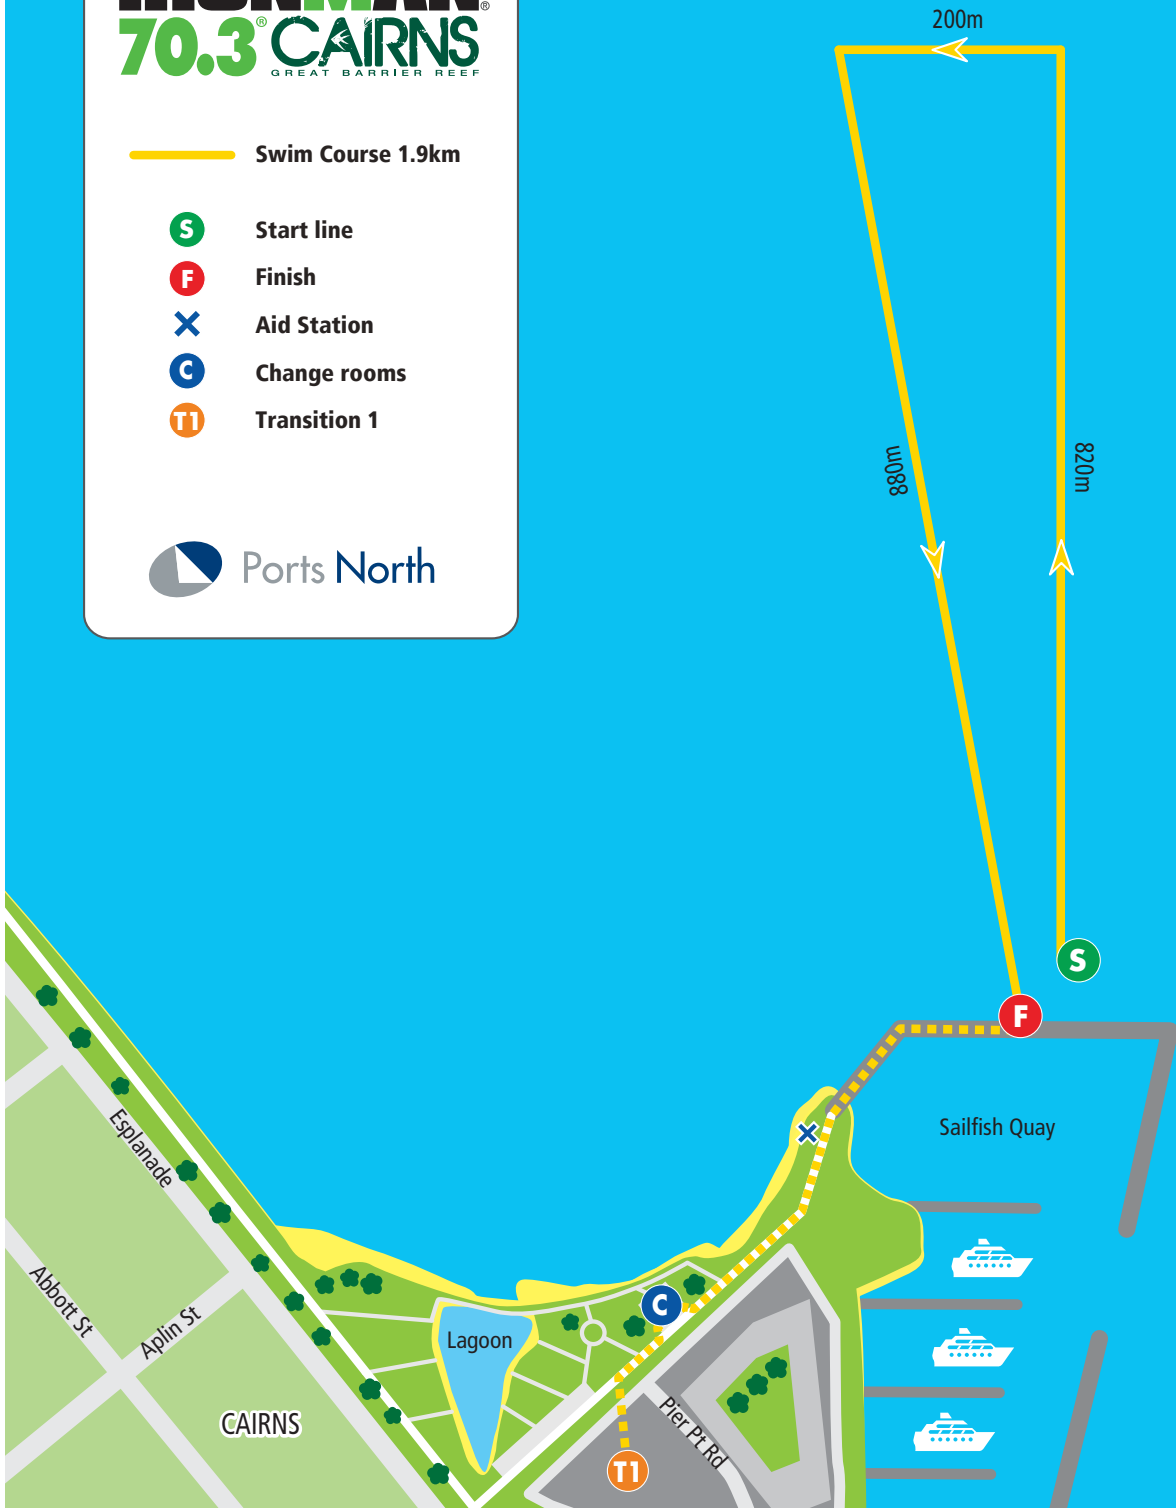 IRONMAN®
70.3® CAIRNS
GREAT BARRIER REEF
Swim Course 1.9km
S Start line
F Finish
Aid Station
C Change rooms
T1 Transition 1
Ports North
200m
880m
820m
S
F
Sailfish Quay
Esplanade
Abbott St
Aplin St
CAIRNS
Lagoon
C
Pier Pt Rd
T1